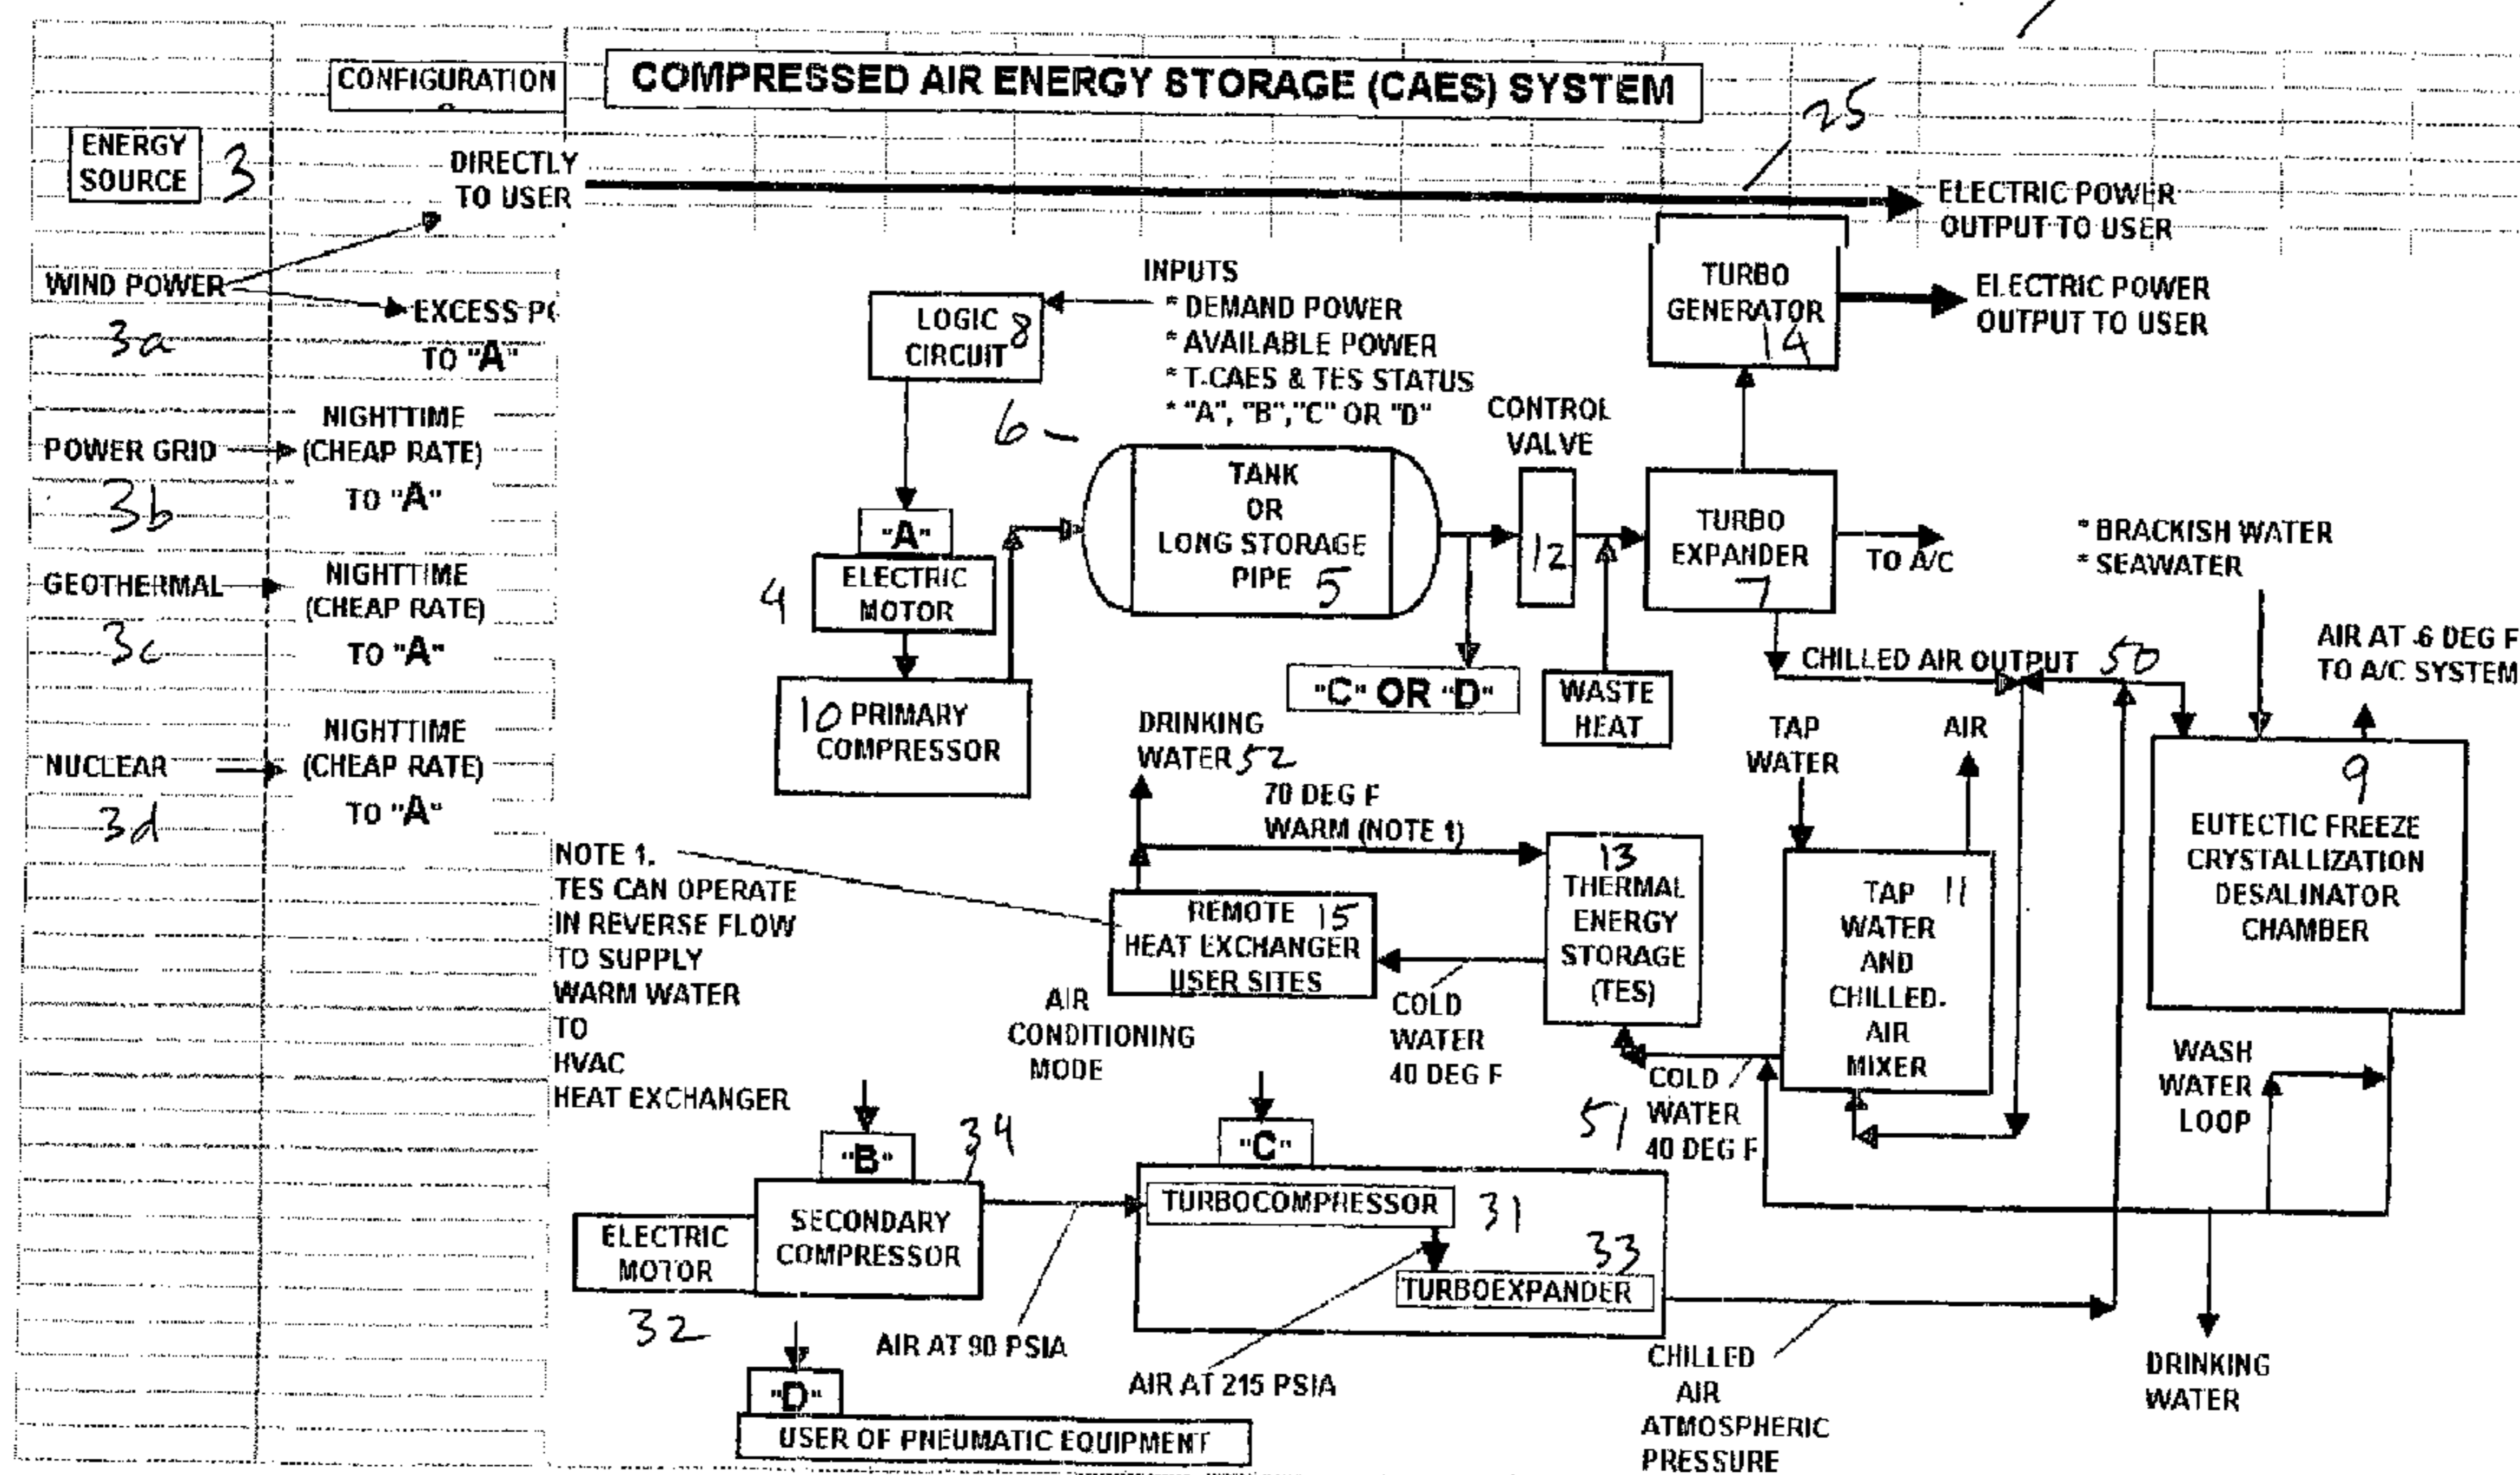 CONFIGURATION
COMPRESSED AIR ENERGY STORAGE (CAES) SYSTEM
25
ENERGY
SOURCE
3
DIRECTLY
TO USER
ELECTRIC POWER
OUTPUT TO USER
WIND POWER
3a
EXCESS
TO "A"
POWER GRID
3b
NIGHTTIME
(CHEAP RATE)
TO "A"
GEOTHERMAL
3c
NIGHTTIME
(CHEAP RATE)
TO "A"
NUCLEAR
3d
NIGHTTIME
(CHEAP RATE)
TO "A"
LOGIC
CIRCUIT 8
INPUTS
* DEMAND POWER
* AVAILABLE POWER
* T.CAES & TES STATUS
* "A", "B", "C" OR "D"
TURBO
GENERATOR
14
ELECTRIC POWER
OUTPUT TO USER
"A"
4
ELECTRIC
MOTOR
10 PRIMARY
COMPRESSOR
6
TANK
OR
LONG STORAGE
PIPE 5
CONTROL
VALVE
12
"C" OR "D"
WASTE
HEAT
TURBO
EXPANDER
7
TO A/C
CHILLED AIR OUTPUT 50
* BRACKISH WATER
* SEAWATER
AIR AT -6 DEG F
TO A/C SYSTEM
9
EUTECTIC FREEZE
CRYSTALLIZATION
DESALINATOR
CHAMBER
TAP
WATER
AIR
TAP 11
WATER
AND
CHILLED-
AIR
MIXER
DRINKING
WATER 52
70 DEG F
WARM (NOTE 1)
13
THERMAL
ENERGY
STORAGE
(TES)
REMOTE 15
HEAT EXCHANGER
USER SITES
AIR
CONDITIONING
MODE
COLD
WATER
40 DEG F
NOTE 1.
TES CAN OPERATE
IN REVERSE FLOW
TO SUPPLY
WARM WATER
TO
HVAC
HEAT EXCHANGER
COLD
51 WATER
40 DEG F
WASH
WATER
LOOP
"B"
34
SECONDARY
COMPRESSOR
ELECTRIC
MOTOR
32
AIR AT 90 PSIA
"C"
TURBOCOMPRESSOR 31
33
TURBOEXPANDER
AIR AT 215 PSIA
CHILLED
AIR
ATMOSPHERIC
PRESSURE
DRINKING
WATER
"D"
USER OF PNEUMATIC EQUIPMENT